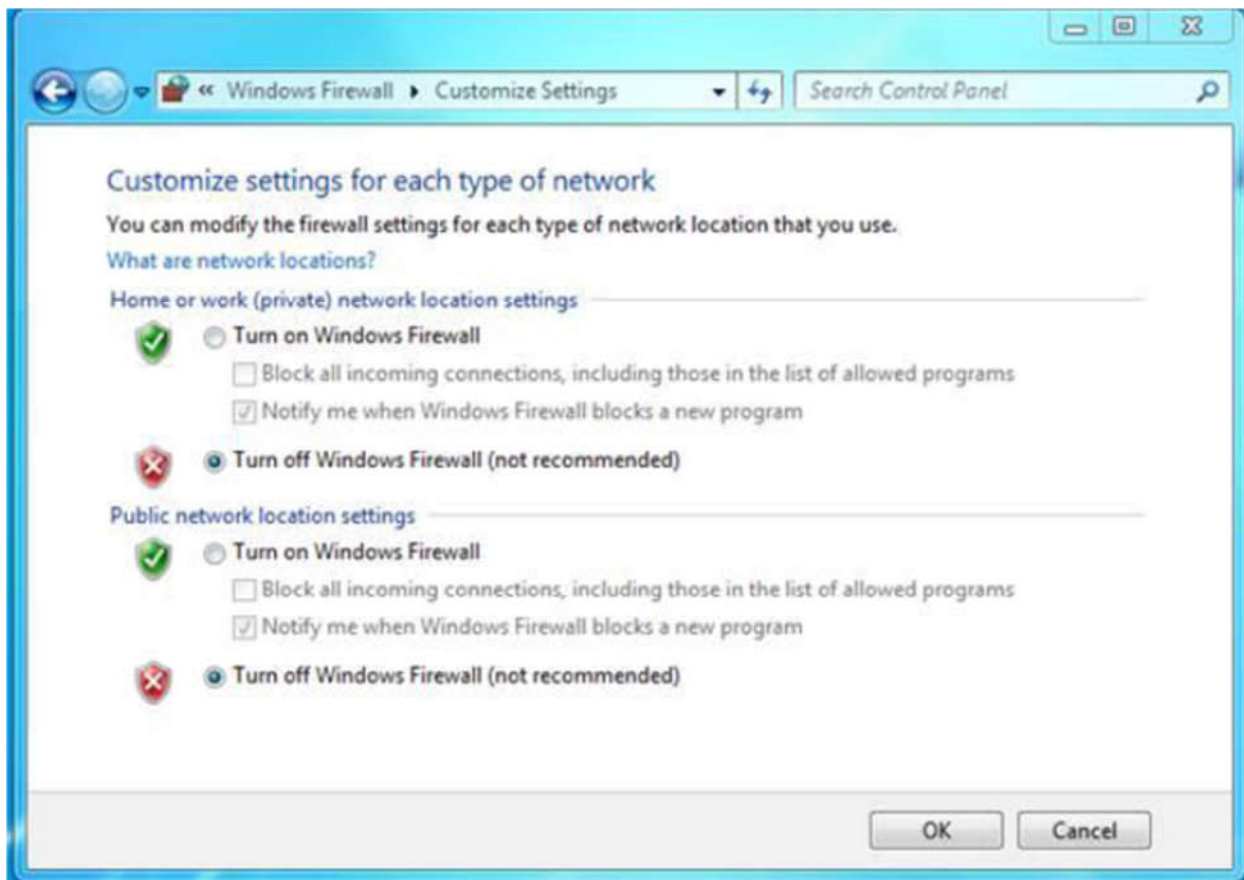 « Windows Firewall ▸ Customize Settings
Search Control Panel
Customize settings for each type of network
You can modify the firewall settings for each type of network location that you use.
What are network locations?
Home or work (private) network location settings
Turn on Windows Firewall
Block all incoming connections, including those in the list of allowed programs
Notify me when Windows Firewall blocks a new program
Turn off Windows Firewall (not recommended)
Public network location settings
Turn on Windows Firewall
Block all incoming connections, including those in the list of allowed programs
Notify me when Windows Firewall blocks a new program
Turn off Windows Firewall (not recommended)
OK Cancel